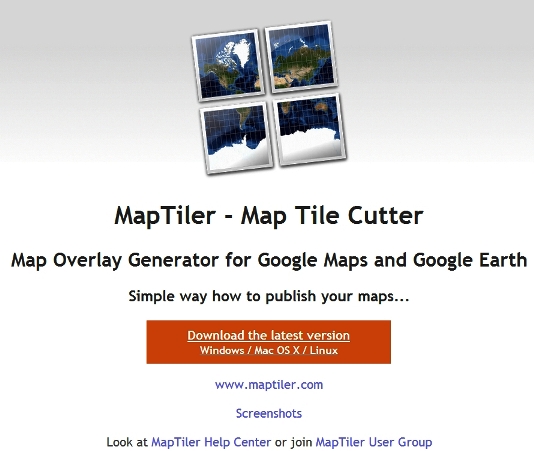 MapTiler - Map Tile Cutter
Map Overlay Generator for Google Maps and Google Earth
Simple way how to publish your maps...
Download the latest version
Windows / Mac OS X / Linux
www.maptiler.com
Screenshots
Look at MapTiler Help Center or join MapTiler User Group